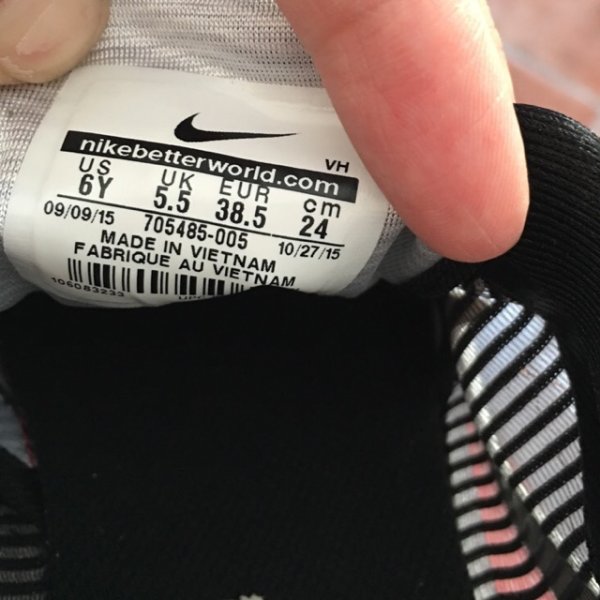 nikebetterworld.com
VH
US UK EUR cm
6Y 5.5 38.5 24
09/09/15 705485-005 10/27/15
MADE IN VIETNAM
FABRIQUE AU VIETNAM
106083233